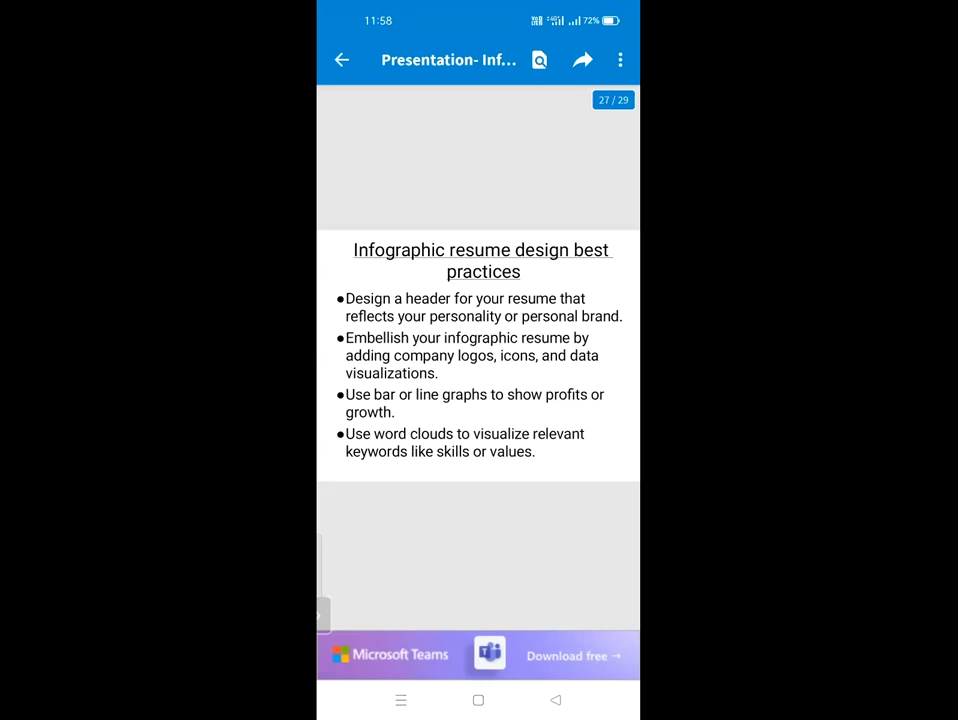 11:58
72%
Presentation- Inf...
27 / 29
Infographic resume design best
practices
●Design a header for your resume that
reflects your personality or personal brand.
●Embellish your infographic resume by
adding company logos, icons, and data
visualizations.
●Use bar or line graphs to show profits or
growth.
●Use word clouds to visualize relevant
keywords like skills or values.
Microsoft Teams
Download free →